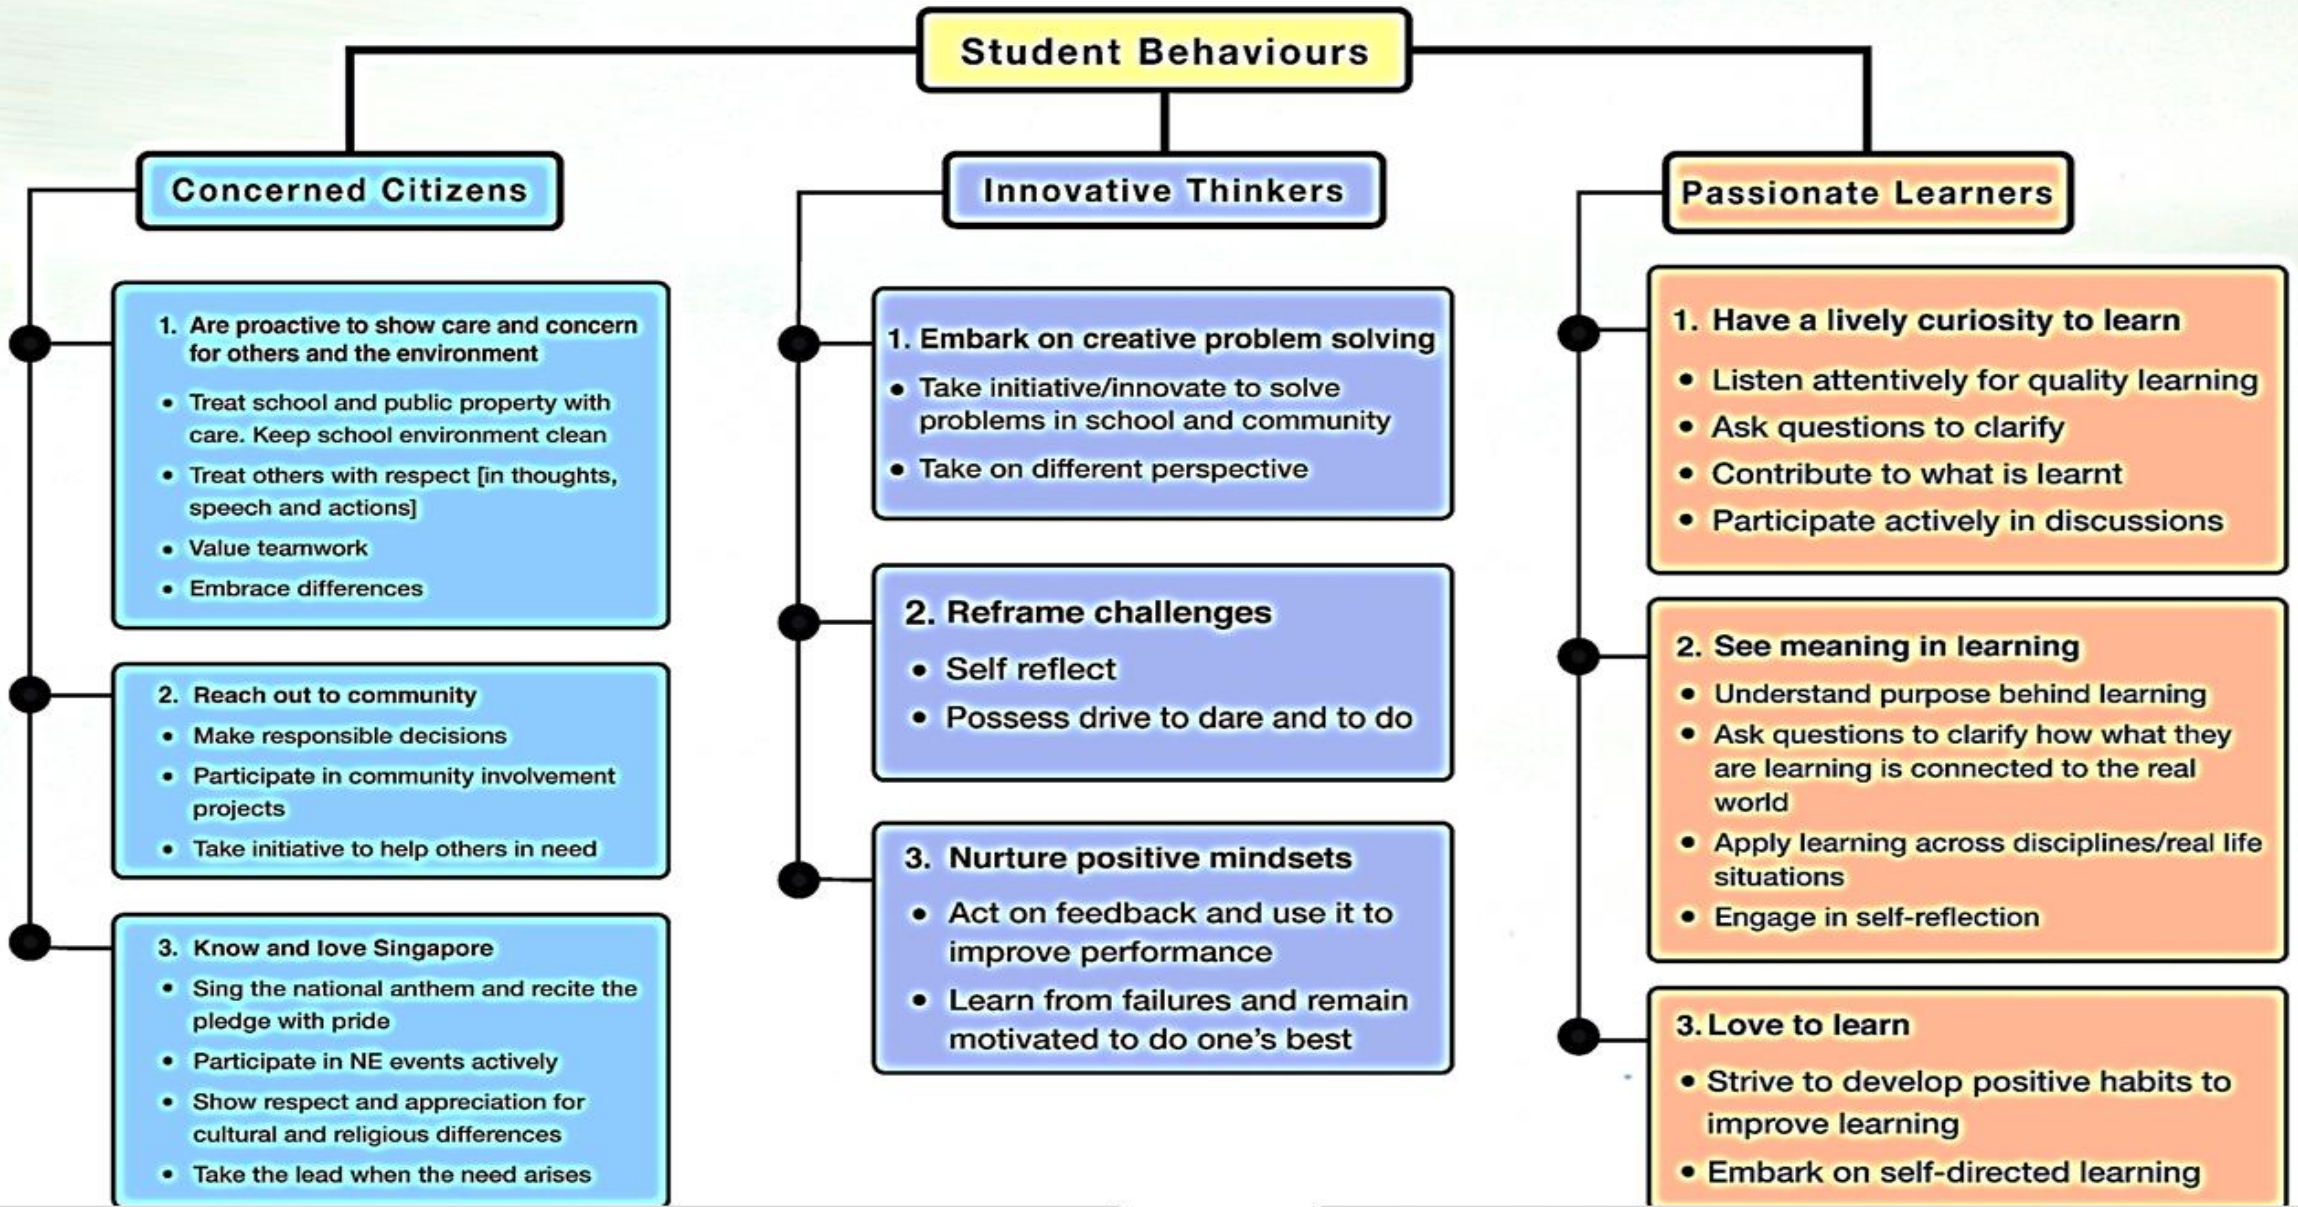 Student Behaviours
Concerned Citizens
1. Are proactive to show care and concern
for others and the environment
• Treat school and public property with
care. Keep school environment clean
• Treat others with respect [in thoughts,
speech and actions]
• Value teamwork
• Embrace differences
2. Reach out to community
• Make responsible decisions
• Participate in community involvement
projects
• Take initiative to help others in need
3. Know and love Singapore
• Sing the national anthem and recite the
pledge with pride
• Participate in NE events actively
• Show respect and appreciation for
cultural and religious differences
• Take the lead when the need arises
Innovative Thinkers
1. Embark on creative problem solving
• Take initiative/innovate to solve
problems in school and community
• Take on different perspective
2. Reframe challenges
• Self reflect
• Possess drive to dare and to do
3. Nurture positive mindsets
• Act on feedback and use it to
improve performance
• Learn from failures and remain
motivated to do one's best
Passionate Learners
1. Have a lively curiosity to learn
• Listen attentively for quality learning
• Ask questions to clarify
• Contribute to what is learnt
• Participate actively in discussions
2. See meaning in learning
• Understand purpose behind learning
• Ask questions to clarify how what they
are learning is connected to the real
world
• Apply learning across disciplines/real life
situations
• Engage in self-reflection
3. Love to learn
• Strive to develop positive habits to
improve learning
• Embark on self-directed learning